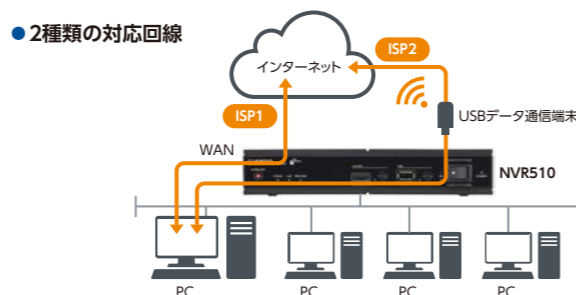 ● 2種類の対応回線
ISP2
インターネット
ISP1
USBデータ通信端末
WAN
NVR510
PC
PC
PC
PC